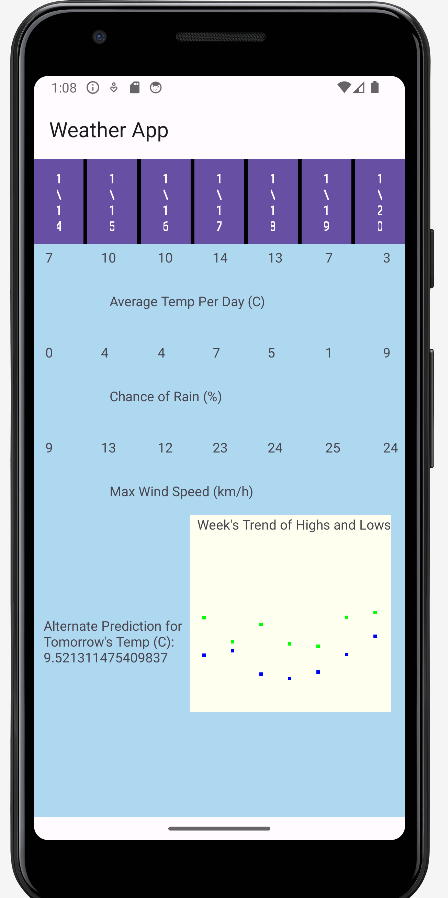 1:08
Weather App
1\14 1\15 1\16 1\17 1\18 1\19 1\20
7 10 10 14 13 7 3
Average Temp Per Day (C)
0 4 4 7 5 1 9
Chance of Rain (%)
9 13 12 23 24 25 24
Max Wind Speed (km/h)
Week's Trend of Highs and Lows
Alternate Prediction for
Tomorrow's Temp (C):
9.521311475409837